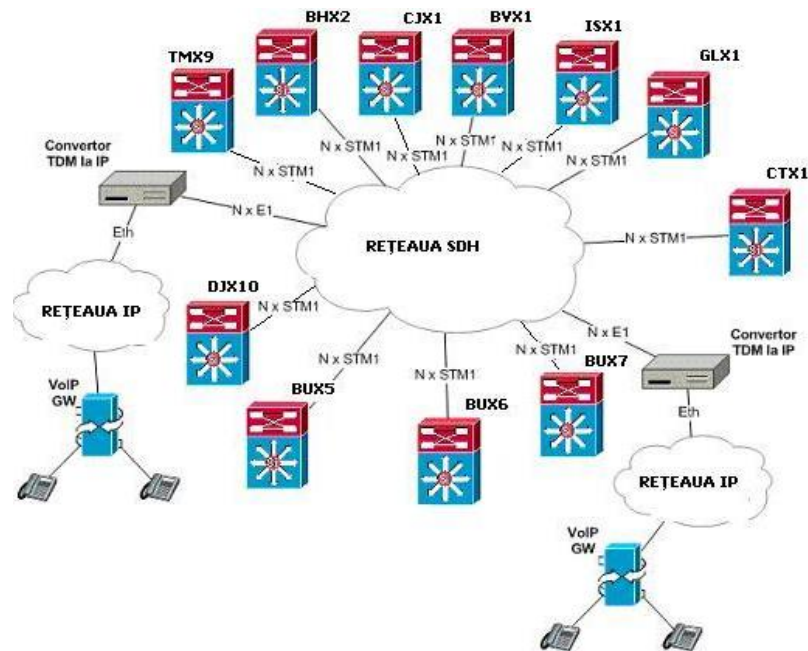 BHX2
CJX1
BVX1
ISX1
TMX9
GLX1
Convertor
TDM la IP
N x STM1
N x STM1
N x STM1
N x STM1
N x STM1
N x STM1
N x STM1
CTX1
N x E1
Eth
REȚEAUA SDH
N x STM1
REȚEAUA IP
DJX10
N x STM1
N x E1
Convertor
TDM la IP
N x STM1
N x STM1
N x STM1
BUX7
VoIP
GW
BUX5
BUX6
Eth
REȚEAUA IP
VoIP
GW